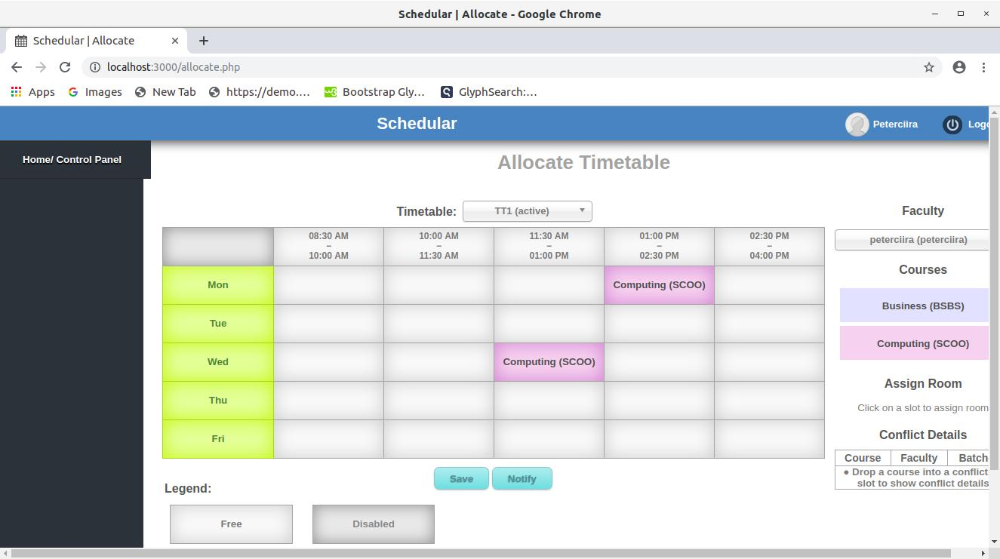 Schedular | Allocate - Google Chrome
Schedular | Allocate
localhost:3000/allocate.php
Apps
Images
New Tab
https://demo....
Bootstrap Gly...
GlyphSearch:...
Schedular
Peterciira
Logo
Home/ Control Panel
Allocate Timetable
Timetable:
TT1 (active)
08:30 AM
–
10:00 AM
10:00 AM
–
11:30 AM
11:30 AM
–
01:00 PM
01:00 PM
–
02:30 PM
02:30 PM
–
04:00 PM
Mon
Computing (SCOO)
Tue
Wed
Computing (SCOO)
Thu
Fri
Save
Notify
Legend:
Free
Disabled
Faculty
peterciira (peterciira)
Courses
Business (BSBS)
Computing (SCOO)
Assign Room
Click on a slot to assign room
Conflict Details
Course
Faculty
Batch
● Drop a course into a conflict
slot to show conflict details